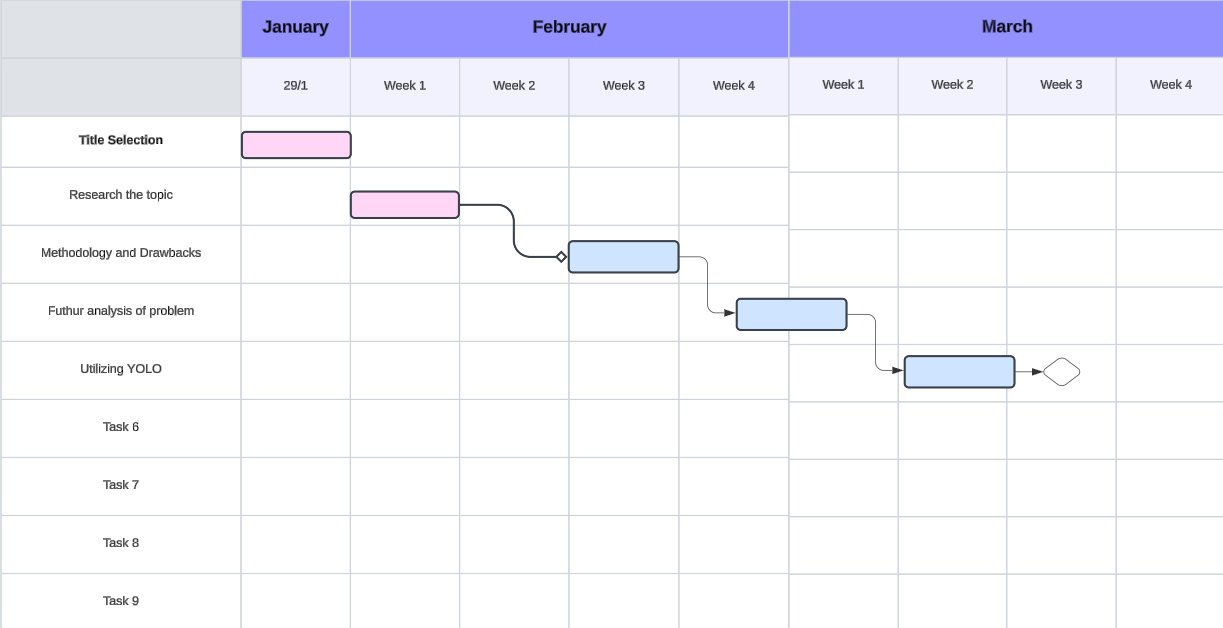 January February March
29/1 Week 1 Week 2 Week 3 Week 4 Week 1 Week 2 Week 3 Week 4
Title Selection
Research the topic
Methodology and Drawbacks
Futhur analysis of problem
Utilizing YOLO
Task 6
Task 7
Task 8
Task 9